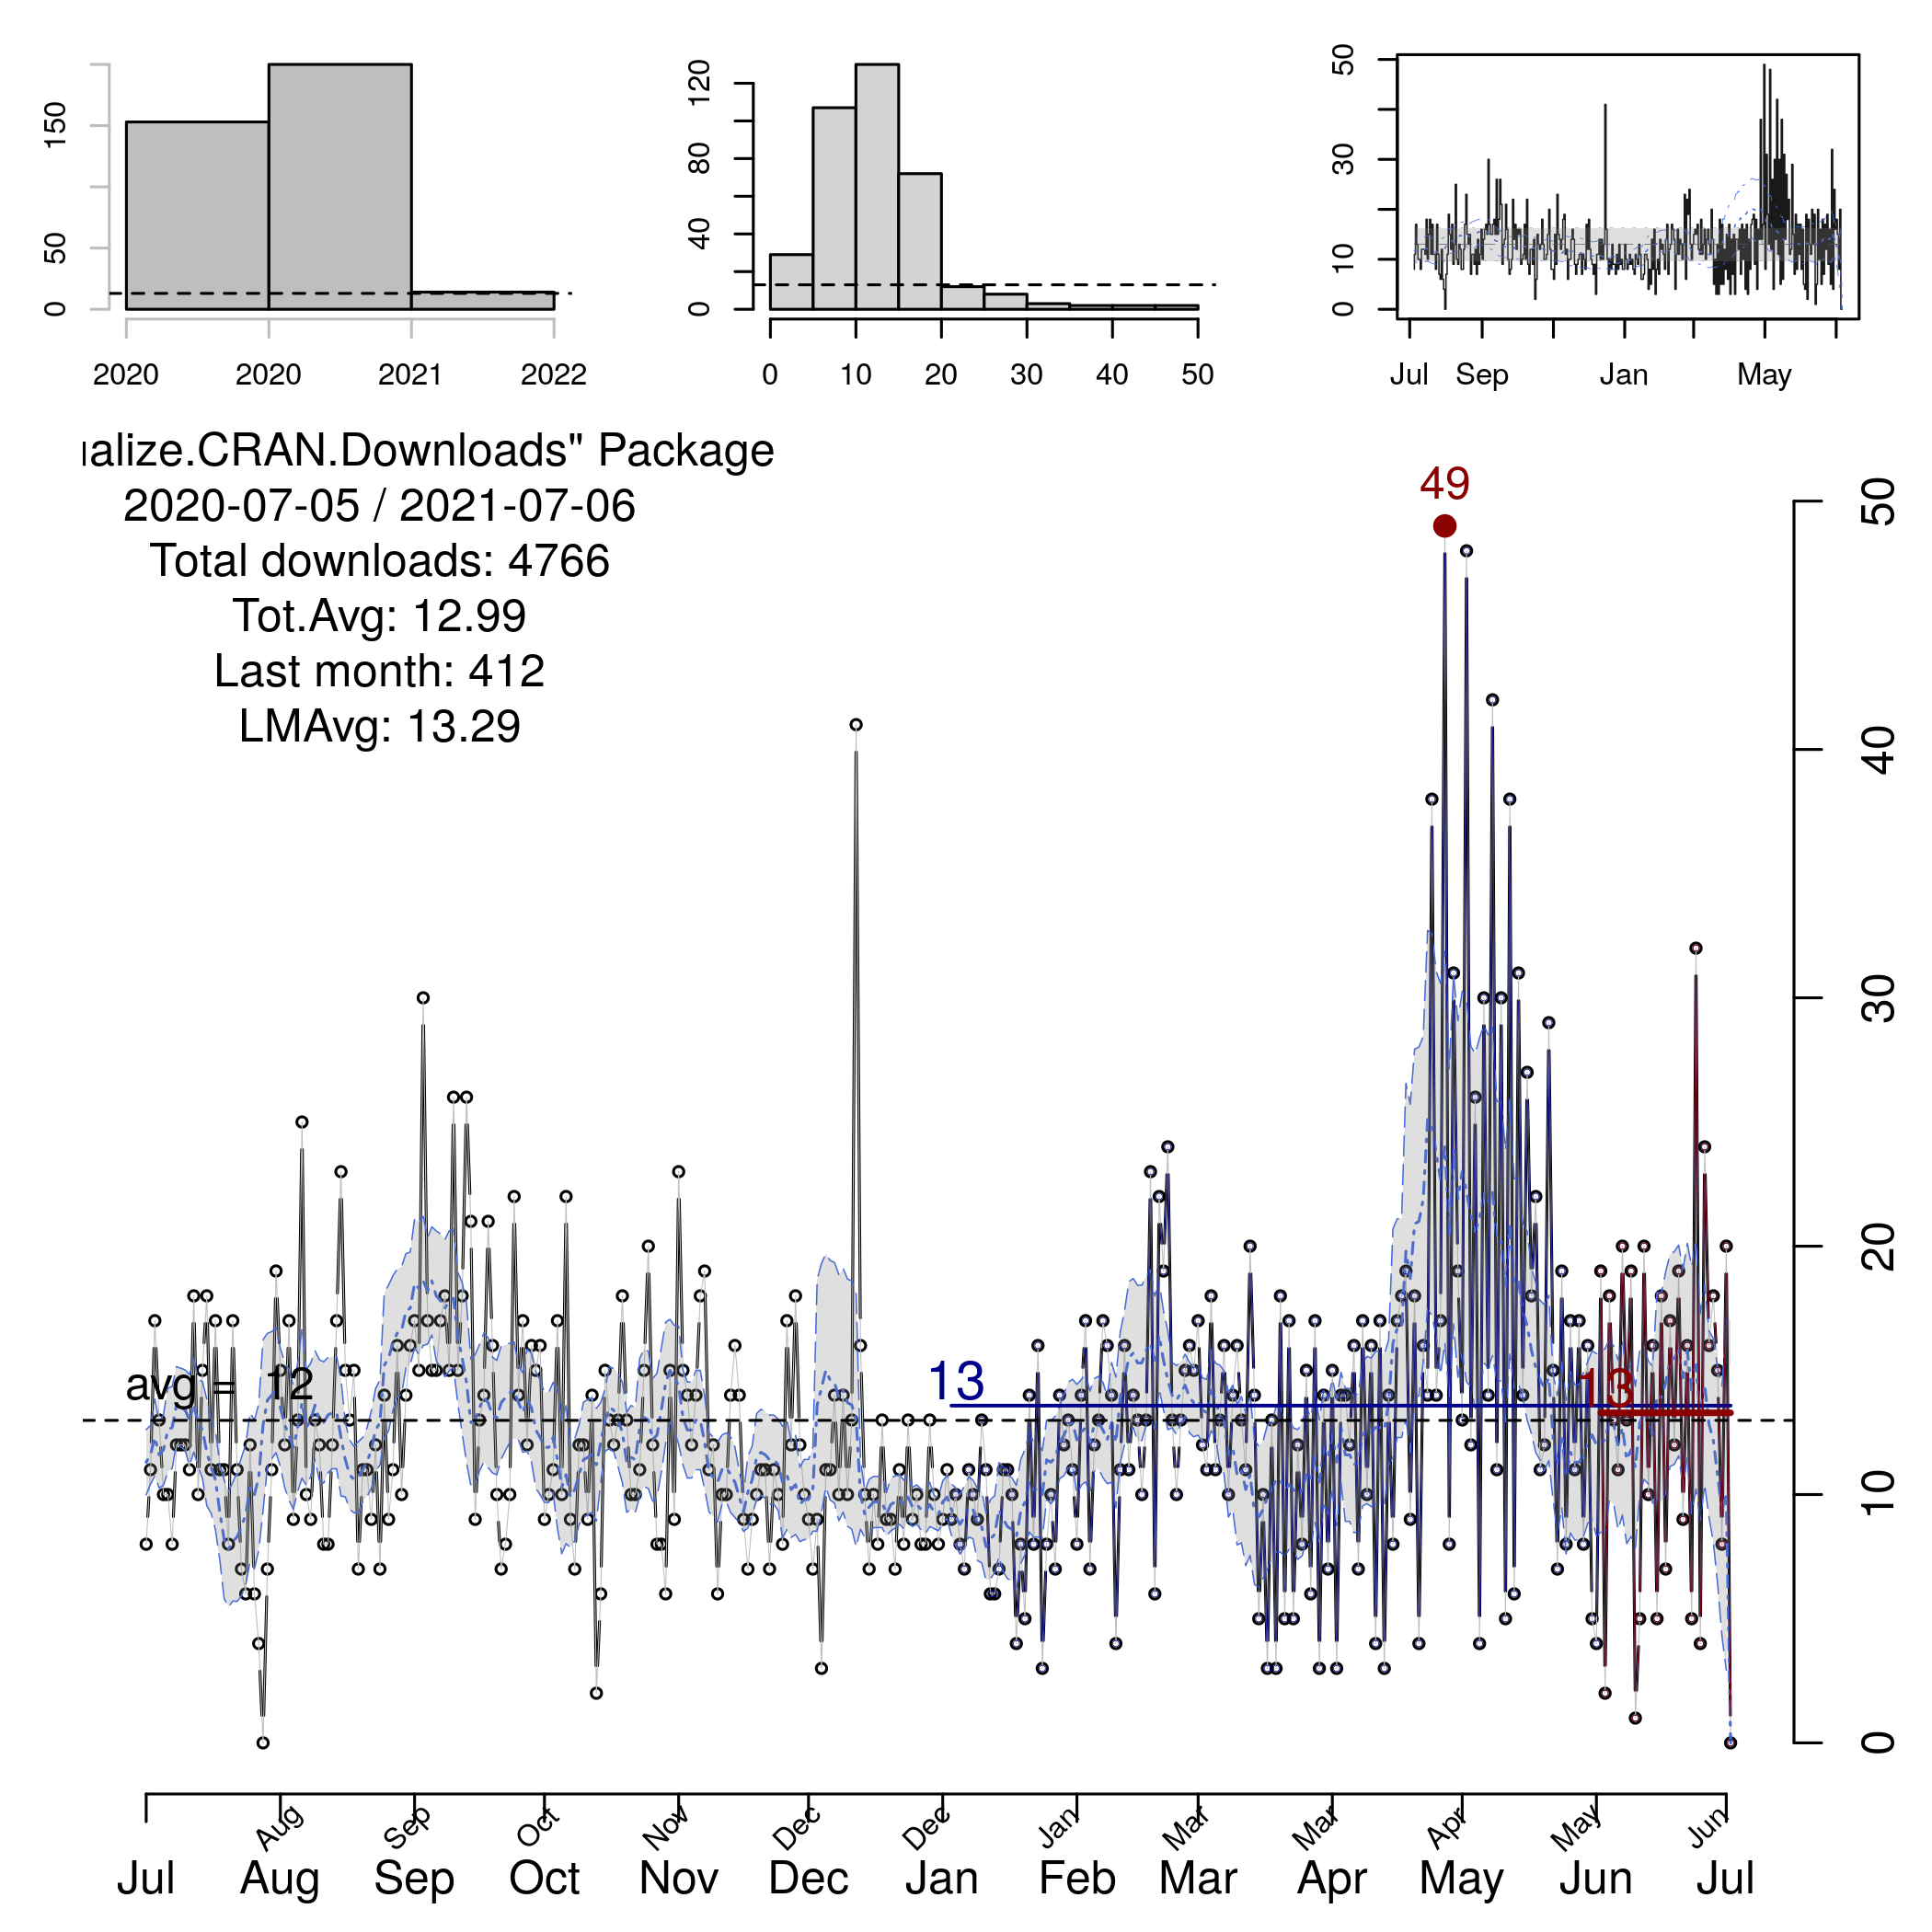 0 50 150
2020 2020 2021 2022
0 40 80 120
0 10 20 30 40 50
0 10 30 50
Jul Sep Jan May
alize.CRAN.Downloads" Package
2020-07-05 / 2021-07-06
Total downloads: 4766
Tot.Avg: 12.99
Last month: 412
LMAvg: 13.29
49
avg = 12
13
13
0 10 20 30 40 50
Aug Sep Oct Nov Dec Dec Jan Mar Mar Apr May Jun
Jul Aug Sep Oct Nov Dec Jan Feb Mar Apr May Jun Jul